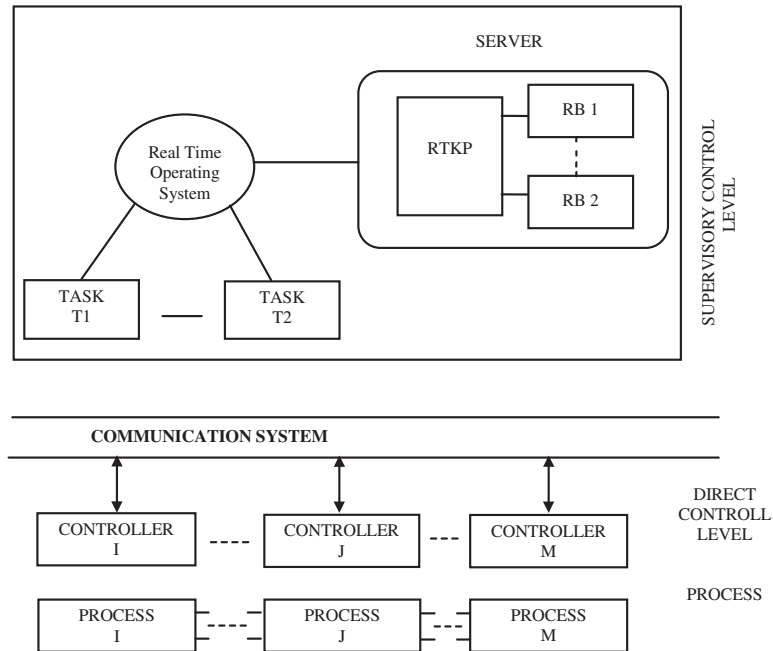 SERVER
RTKP
RB 1
RB 2
Real Time
Operating
System
TASK
T1
TASK
T2
SUPERVISORY CONTROL
LEVEL
COMMUNICATION SYSTEM
CONTROLLER
I
CONTROLLER
J
CONTROLLER
M
DIRECT
CONTROLL
LEVEL
PROCESS
I
PROCESS
J
PROCESS
M
PROCESS